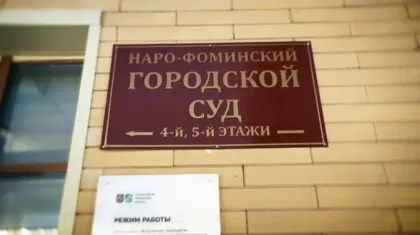 НАРО-ФОМИНСКИЙ
ГОРОДСКОЙ
СУД
4-й, 5-й ЭТАЖИ
РЕЖИМ РАБОТЫ